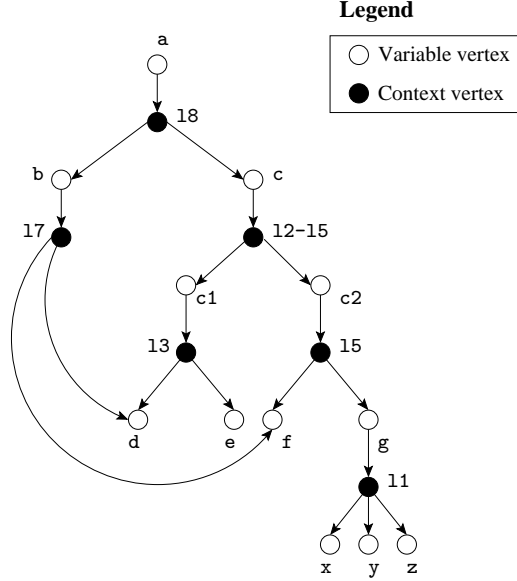 Legend
a
Variable vertex
Context vertex
l8
b
c
l7
l2-l5
c1
c2
l3
l5
d
e
f
g
l1
x
y
z